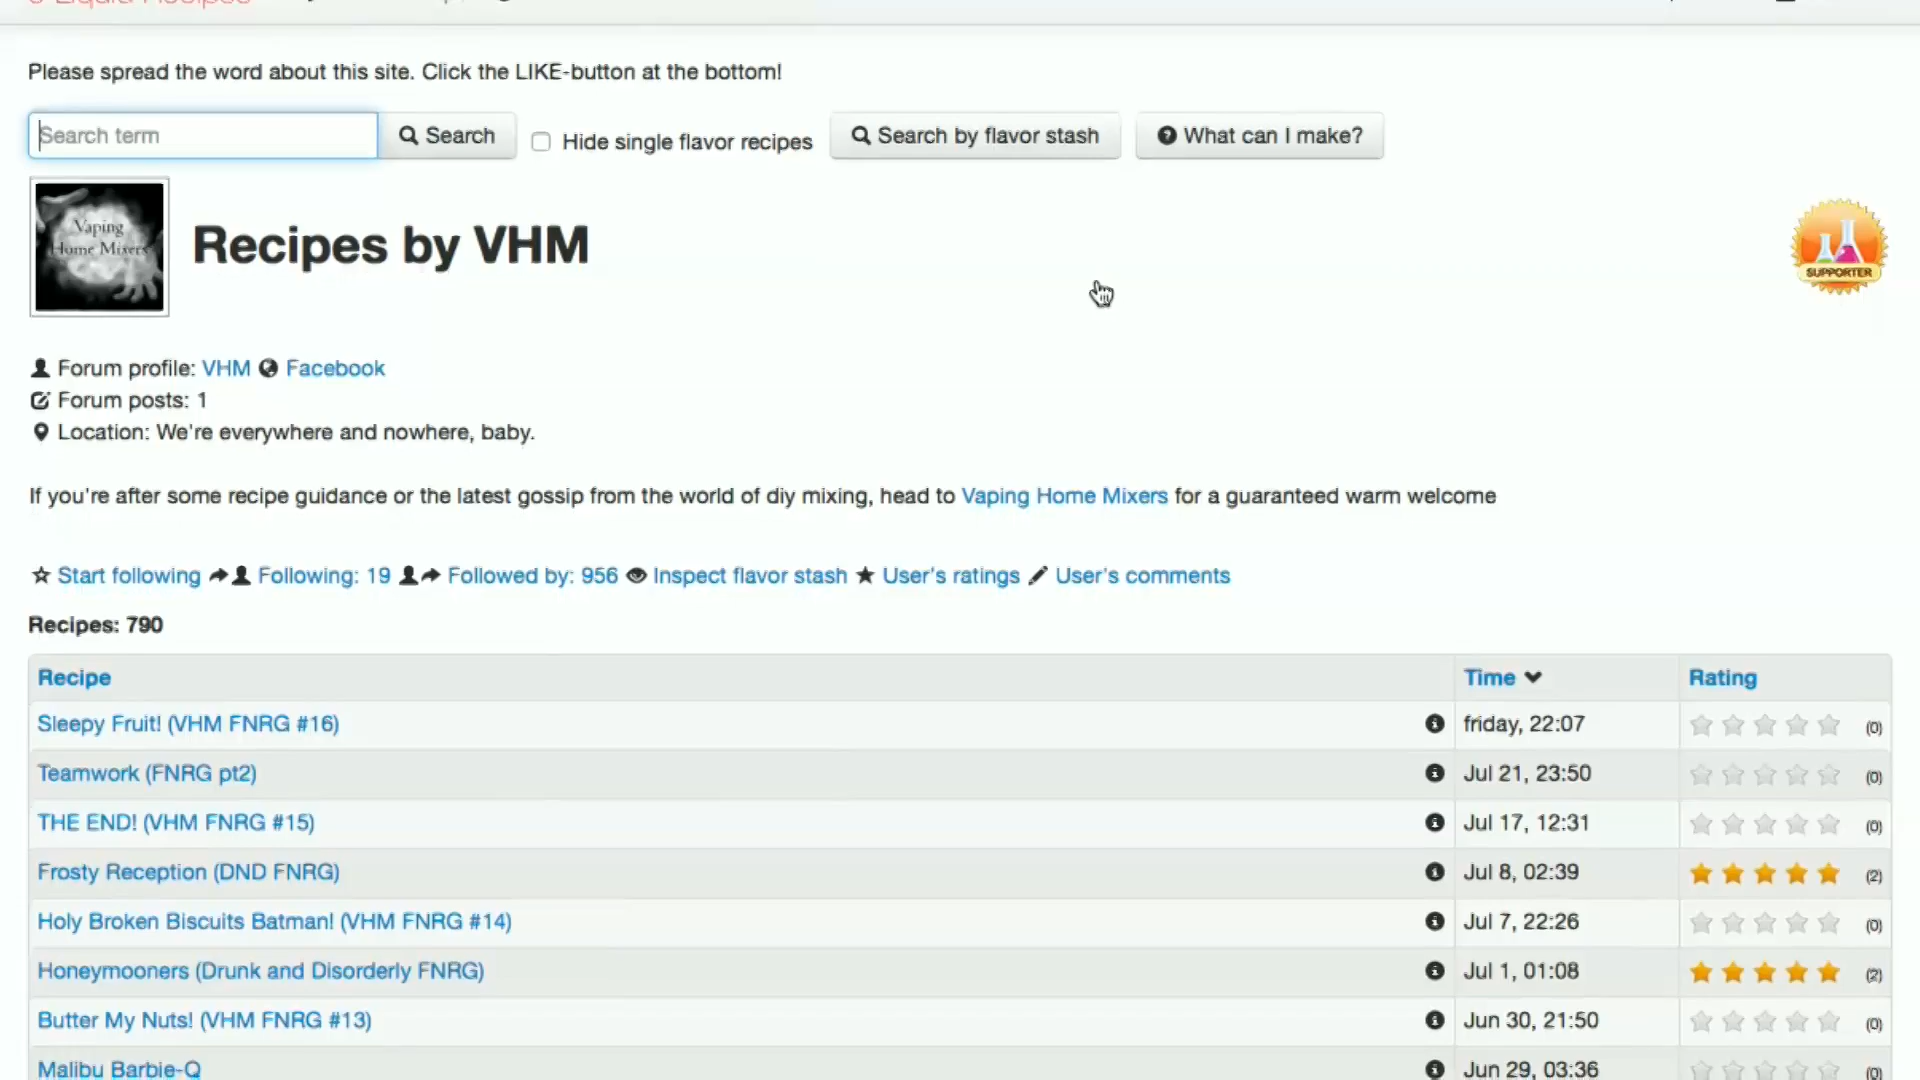 Please spread the word about this site. Click the LIKE-button at the bottom!
Search term
Search
Hide single flavor recipes
Search by flavor stash
What can I make?
Vaping
Home Mixers
Recipes by VHM
SUPPORTER
Forum profile: VHM Facebook
Forum posts: 1
Location: We're everywhere and nowhere, baby.
If you're after some recipe guidance or the latest gossip from the world of diy mixing, head to Vaping Home Mixers for a guaranteed warm welcome
Start following Following: 19 Followed by: 956 Inspect flavor stash User's ratings User's comments
Recipes: 790
Recipe Time Rating
Sleepy Fruit! (VHM FNRG #16) friday, 22:07 (0)
Teamwork (FNRG pt2) Jul 21, 23:50 (0)
THE END! (VHM FNRG #15) Jul 17, 12:31 (0)
Frosty Reception (DND FNRG) Jul 8, 02:39 (2)
Holy Broken Biscuits Batman! (VHM FNRG #14) Jul 7, 22:26 (0)
Honeymooners (Drunk and Disorderly FNRG) Jul 1, 01:08 (2)
Butter My Nuts! (VHM FNRG #13) Jun 30, 21:50 (0)
Malibu Barbie-Q Jun 29, 03:36 (0)